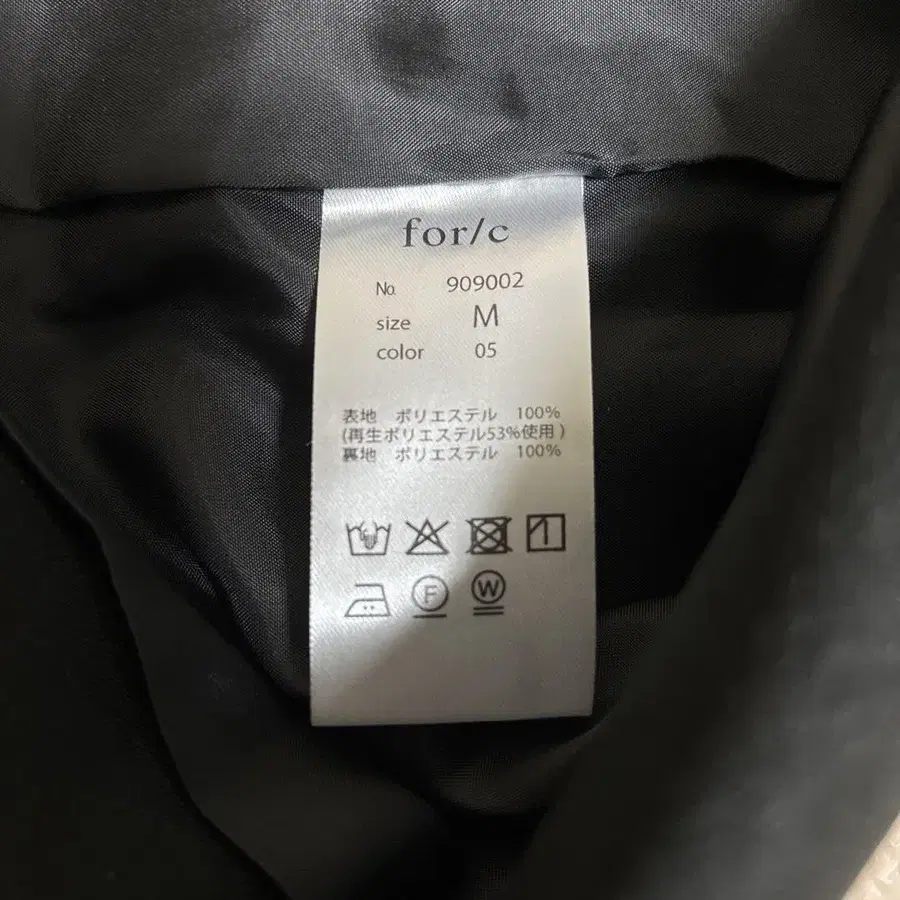 for/c
No. 909002
size M
color 05
表地 ポリエステル 100%
(再生ポリエステル53%使用)
裏地 ポリエステル 100%
F W